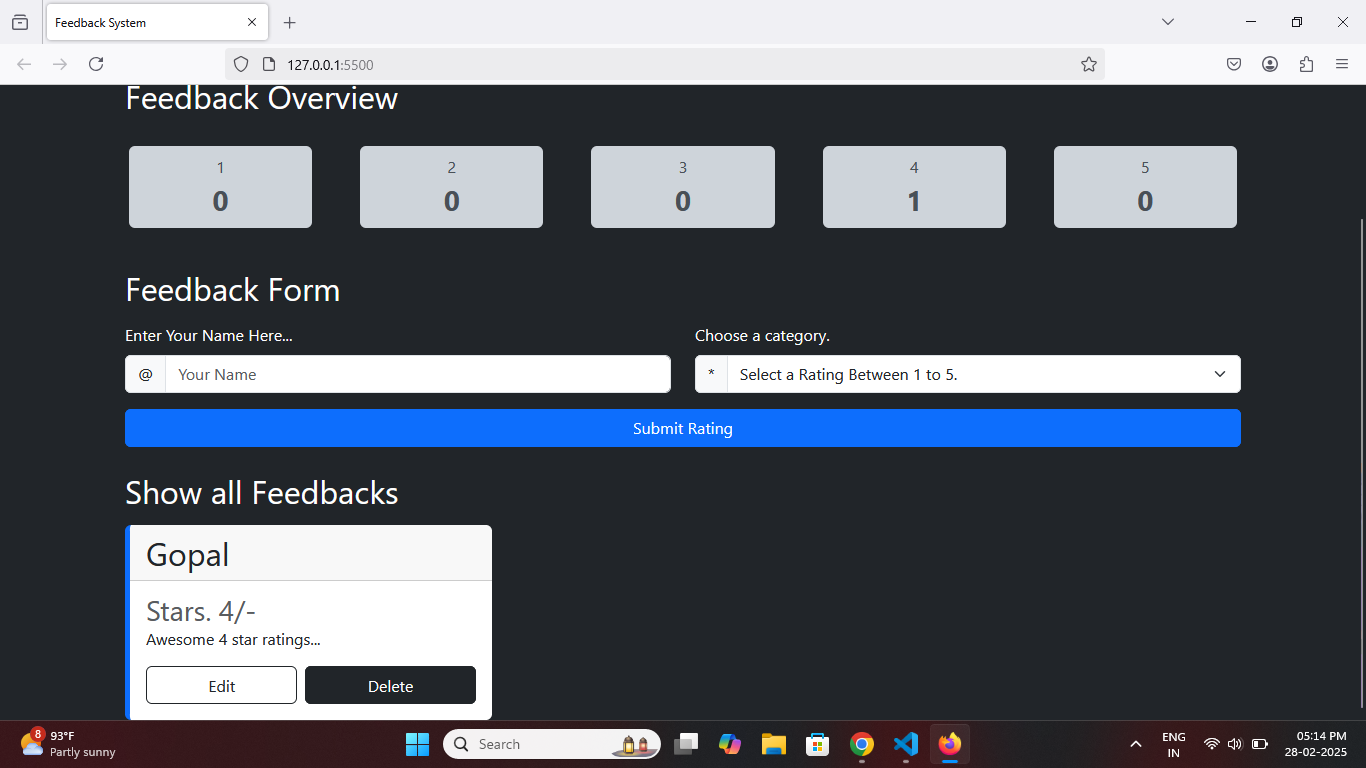 Feedback System
127.0.0.1:5500
Feedback Overview
1
0
2
0
3
0
4
1
5
0
Feedback Form
Enter Your Name Here...
@
Your Name
Choose a category.
*
Select a Rating Between 1 to 5.
Submit Rating
Show all Feedbacks
Gopal
Stars. 4/-
Awesome 4 star ratings...
Edit
Delete
8
93°F
Partly sunny
Search
ENG
IN
05:14 PM
28-02-2025